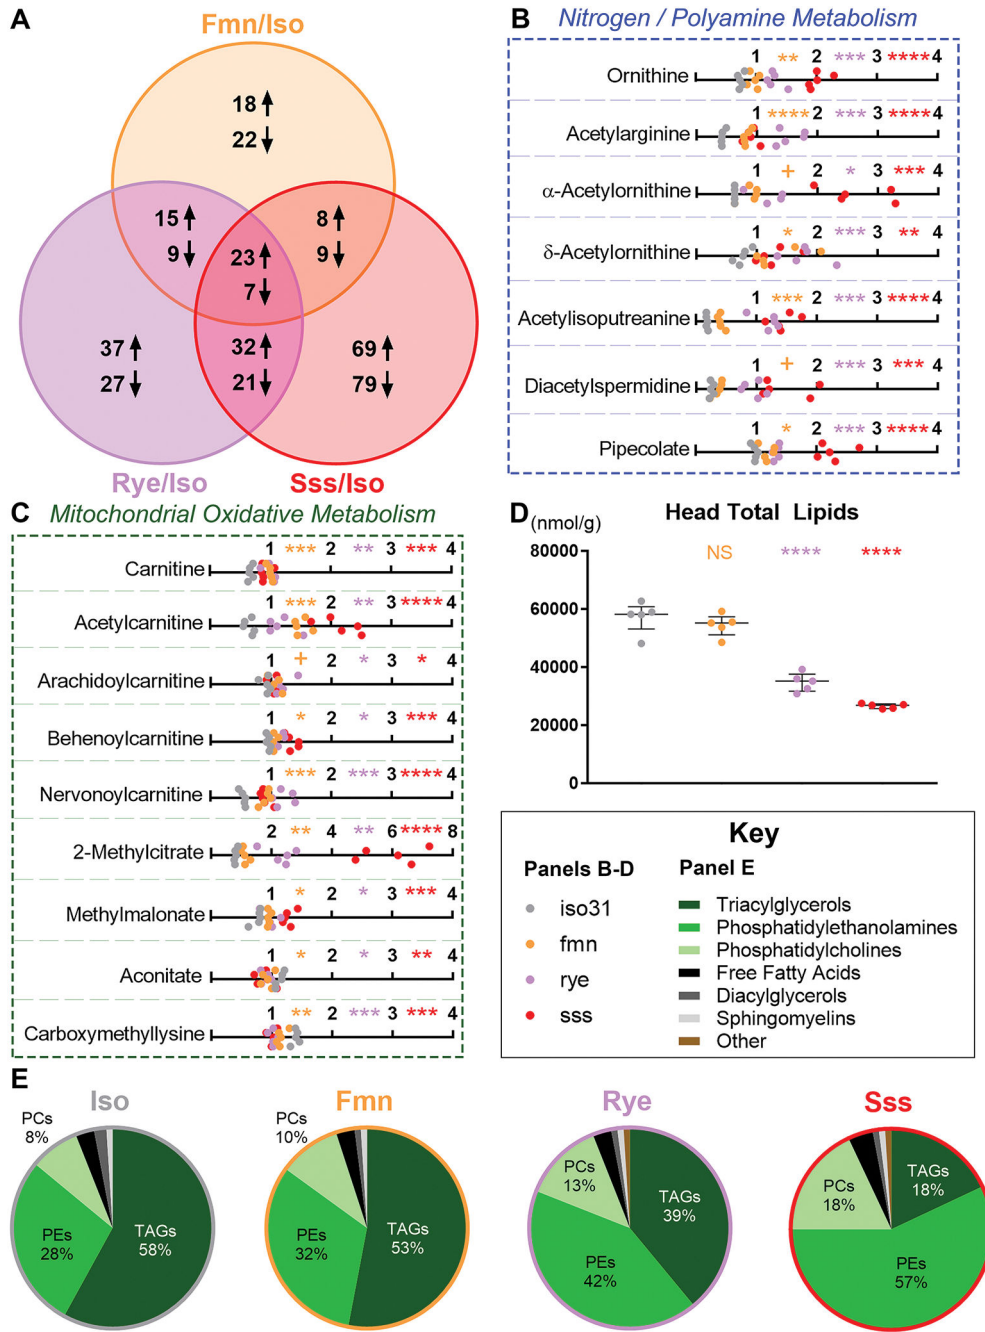 A
Fmn/Iso
18↑
22↓
15↑
9↓
8↑
9↓
23↑
7↓
37↑
27↓
32↑
21↓
69↑
79↓
Rye/Iso
Sss/Iso
B
Nitrogen / Polyamine Metabolism
1 ** 2 *** 3 **** 4
Ornithine
1 **** 2 *** 3 **** 4
Acetylarginine
1 + 2 * 3 *** 4
α-Acetylornithine
1 * 2 *** 3 ** 4
δ-Acetylornithine
1 *** 2 *** 3 **** 4
Acetylisoputreanine
1 + 2 *** 3 *** 4
Diacetylspermidine
1 * 2 *** 3 **** 4
Pipecolate
C
Mitochondrial Oxidative Metabolism
1 *** 2 ** 3 *** 4
Carnitine
1 *** 2 ** 3 **** 4
Acetylcarnitine
1 + 2 * 3 * 4
Arachidoylcarnitine
1 * 2 * 3 *** 4
Behenoylcarnitine
1 *** 2 *** 3 **** 4
Nervonoylcarnitine
2 ** 4 ** 6 **** 8
2-Methylcitrate
1 * 2 * 3 *** 4
Methylmalonate
1 * 2 * 3 ** 4
Aconitate
1 ** 2 *** 3 *** 4
Carboxymethyllysine
D
(nmol/g)
Head Total Lipids
80000
60000
40000
20000
0
NS **** ****
Key
Panels B-D
iso31
fmn
rye
sss
Panel E
Triacylglycerols
Phosphatidylethanolamines
Phosphatidylcholines
Free Fatty Acids
Diacylglycerols
Sphingomyelins
Other
E
Iso
PCs
8%
PEs
28%
TAGs
58%
Fmn
PCs
10%
PEs
32%
TAGs
53%
Rye
PCs
13%
TAGs
39%
PEs
42%
Sss
PCs
18%
TAGs
18%
PEs
57%